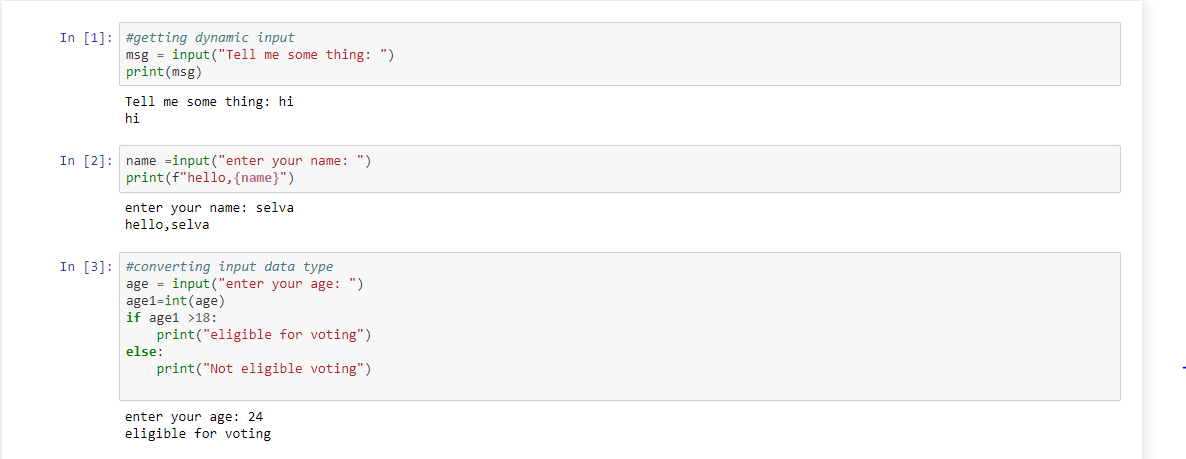 In [1]: #getting dynamic input
msg = input("Tell me some thing: ")
print(msg)
Tell me some thing: hi
hi
In [2]: name =input("enter your name: ")
print(f"hello,{name}")
enter your name: selva
hello,selva
In [3]: #converting input data type
age = input("enter your age: ")
age1=int(age)
if age1 >18:
    print("eligible for voting")
else:
    print("Not eligible voting")
enter your age: 24
eligible for voting